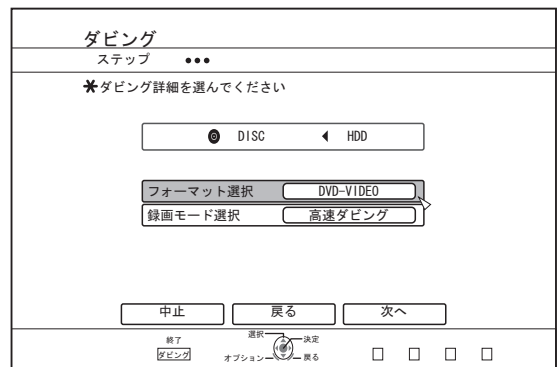 ダビング
ステップ
ダビング詳細を選んでください
DISC HDD
フォーマット選択 DVD-VIDEO
録画モード選択 高速ダビング
中止 戻る 次へ
終了
ダビング
選択 決定
オプション 戻る